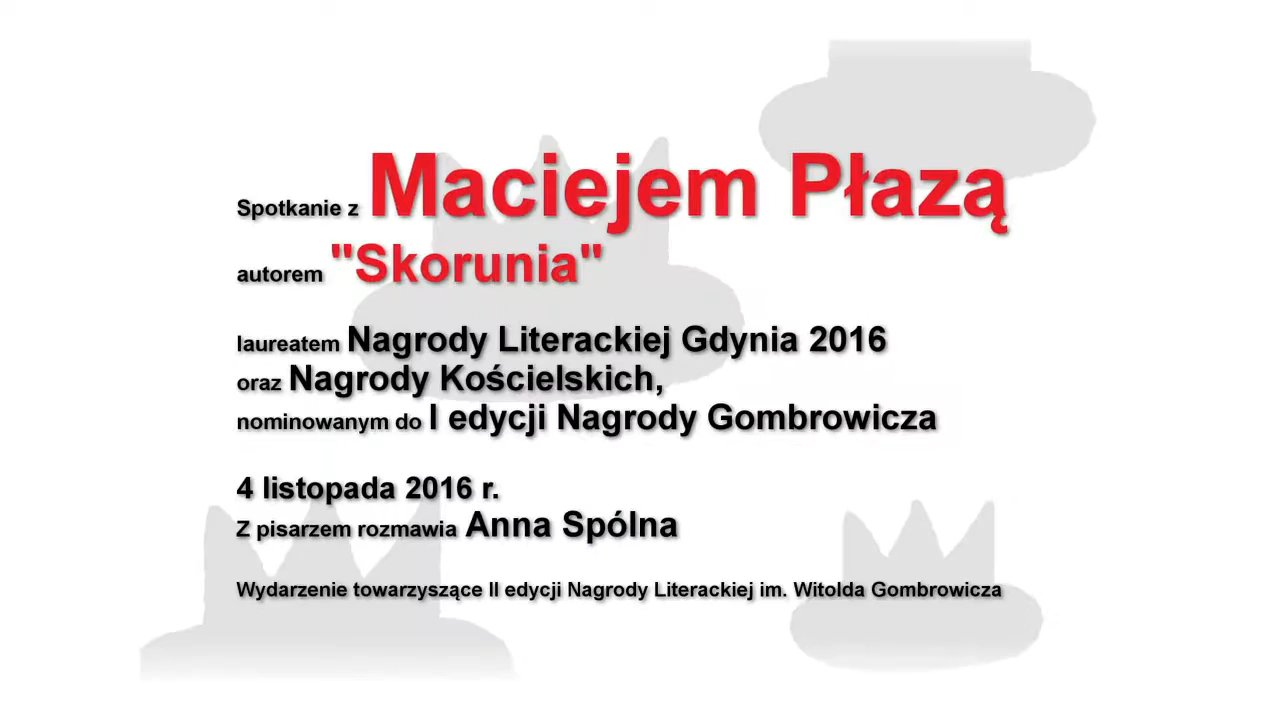 Spotkanie z Maciejem Płazą
autorem "Skorunia"
laureatem Nagrody Literackiej Gdynia 2016
oraz Nagrody Kościelskich,
nominowanym do I edycji Nagrody Gombrowicza
4 listopada 2016 r.
Z pisarzem rozmawia Anna Spólna
Wydarzenie towarzyszące II edycji Nagrody Literackiej im. Witolda Gombrowicza